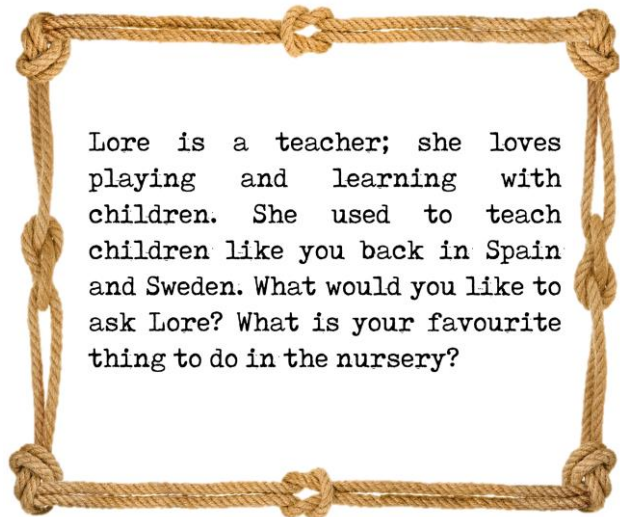 Lore is a teacher; she loves
playing and learning with
children. She used to teach
children like you back in Spain
and Sweden. What would you like to
ask Lore? What is your favourite
thing to do in the nursery?